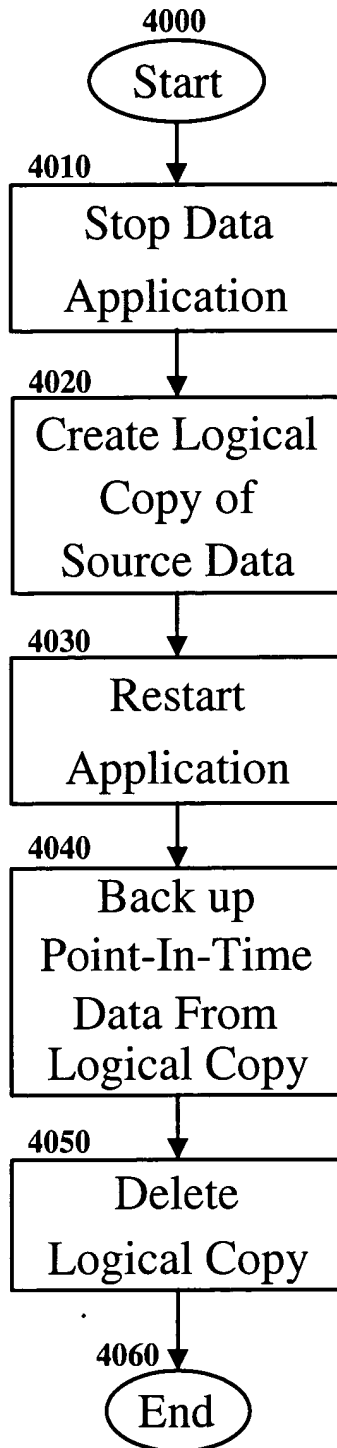 4000
Start
4010
Stop Data
Application
4020
Create Logical
Copy of
Source Data
4030
Restart
Application
4040
Back up
Point-In-Time
Data From
Logical Copy
4050
Delete
Logical Copy
4060
End